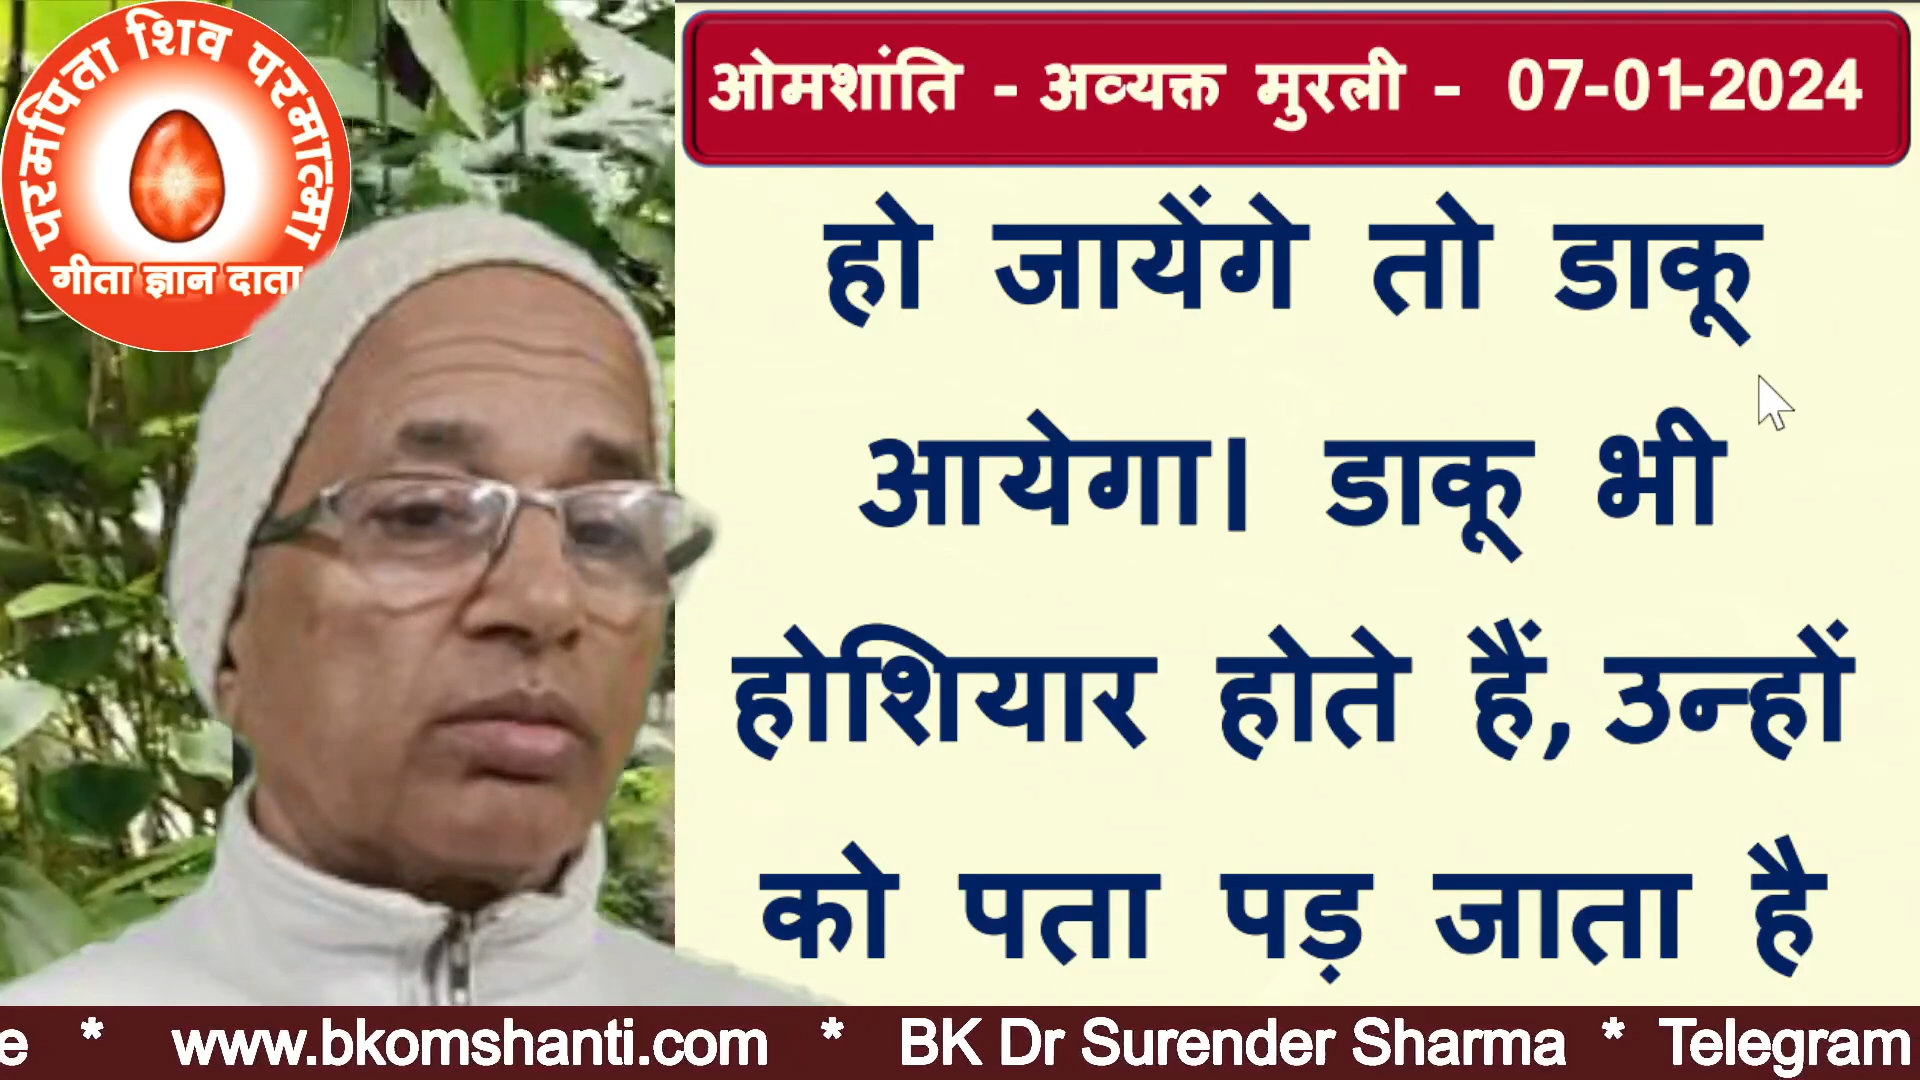 परमपिता शिव परमात्मा
गीता ज्ञान दाता
ओमशांति - अव्यक्त मुरली - 07-01-2024
हो जायेंगे तो डाकू
आयेगा। डाकू भी
होशियार होते हैं, उन्हों
को पता पड़ जाता है
e * www.bkomshanti.com * BK Dr Surender Sharma * Telegram